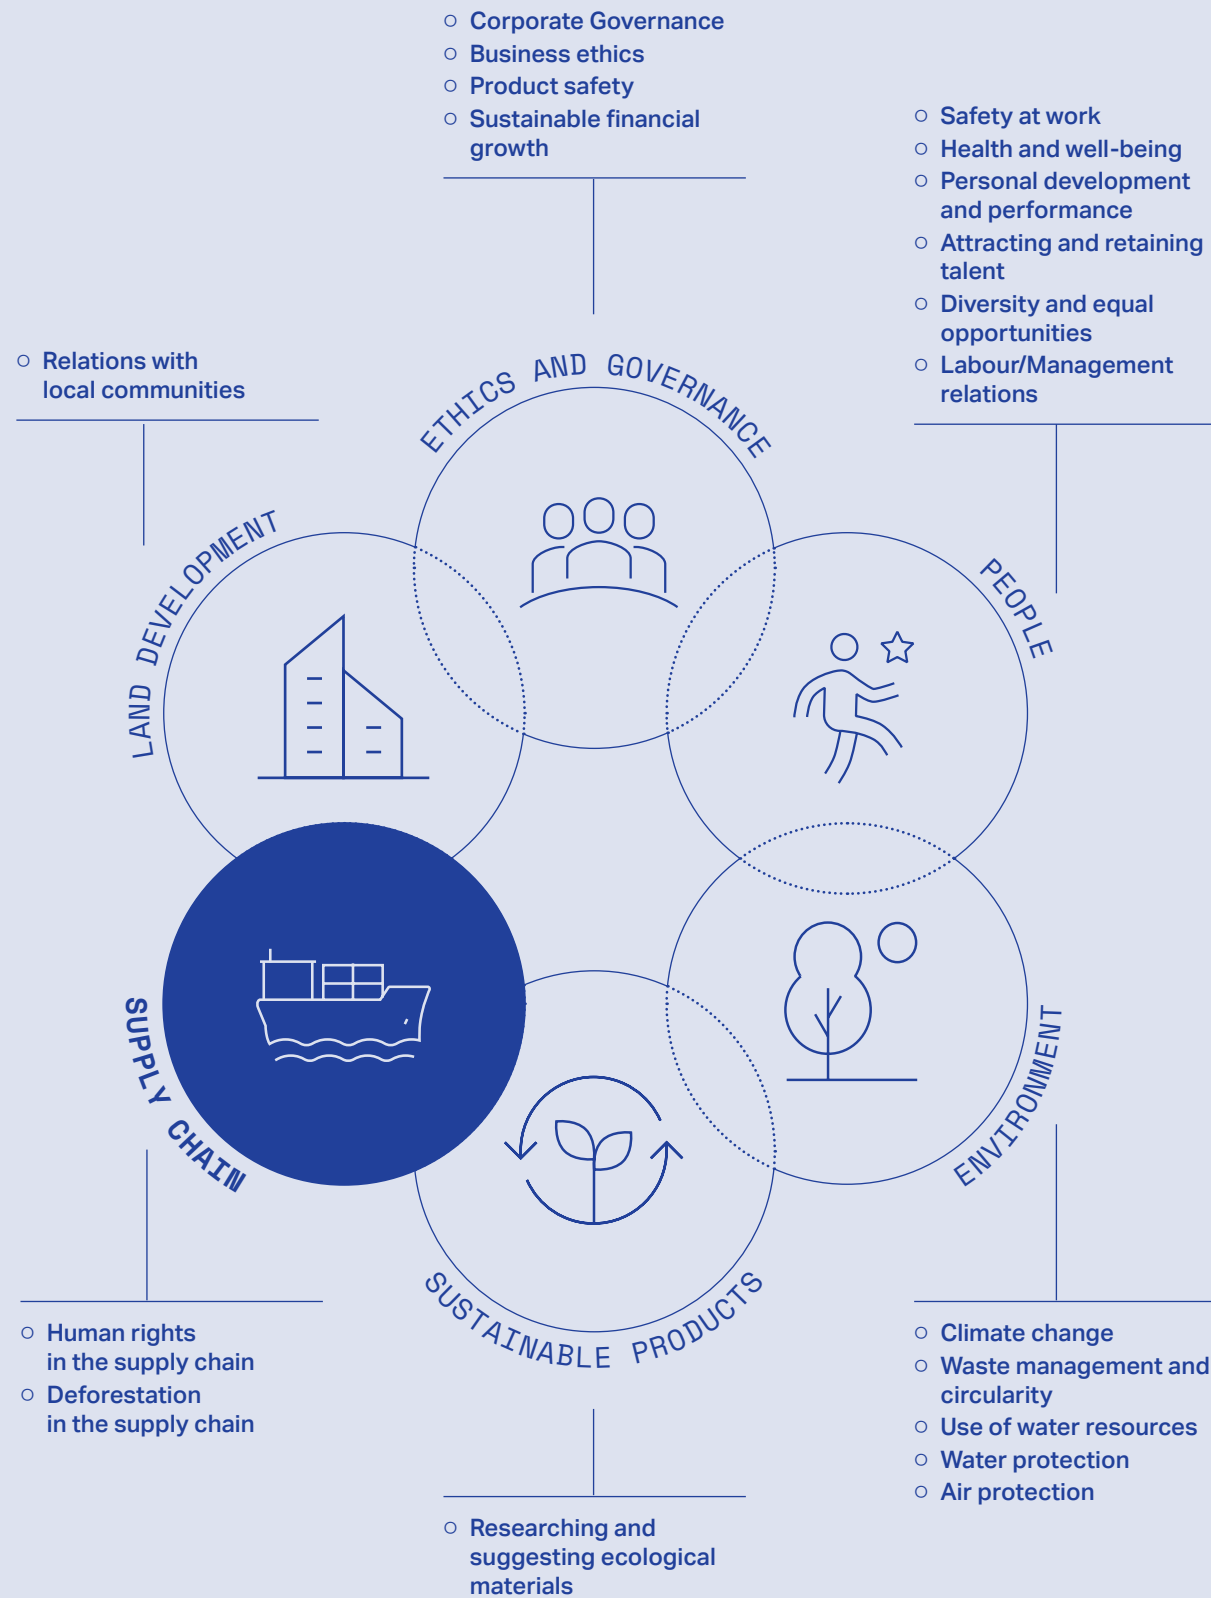 Corporate Governance
Business ethics
Product safety
Sustainable financial
growth
Safety at work
Health and well-being
Personal development
and performance
Attracting and retaining
talent
Diversity and equal
opportunities
Labour/Management
relations
Relations with
local communities
ETHICS AND GOVERNANCE
LAND DEVELOPMENT
PEOPLE
SUPPLY CHAIN
ENVIRONMENT
SUSTAINABLE PRODUCTS
Human rights
in the supply chain
Deforestation
in the supply chain
Climate change
Waste management and
circularity
Use of water resources
Water protection
Air protection
Researching and
suggesting ecological
materials